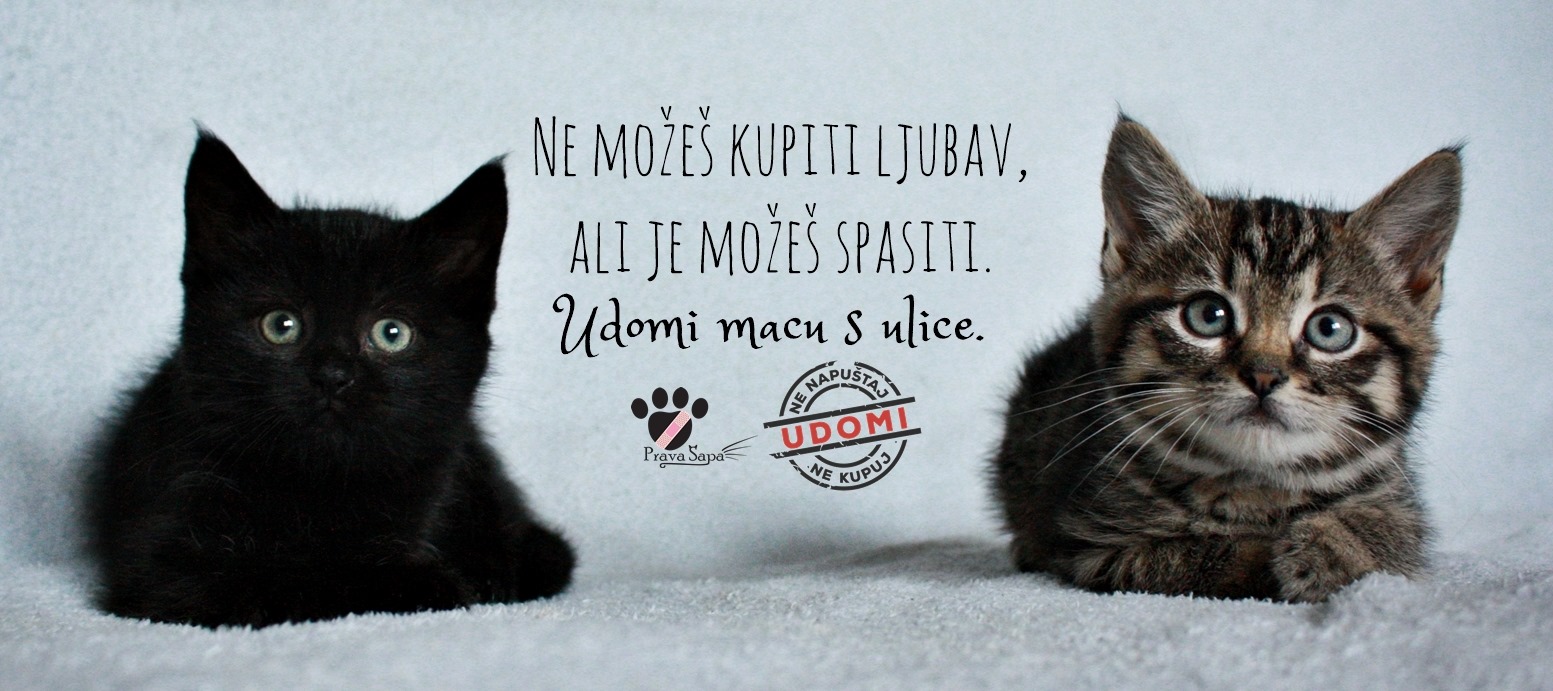 Ne možeš kupiti ljubav,
ali je možeš spasiti.
Udomi macu s ulice.
Prava Šapa
NE NAPUŠTAJ
UDOMI
NE KUPUJ